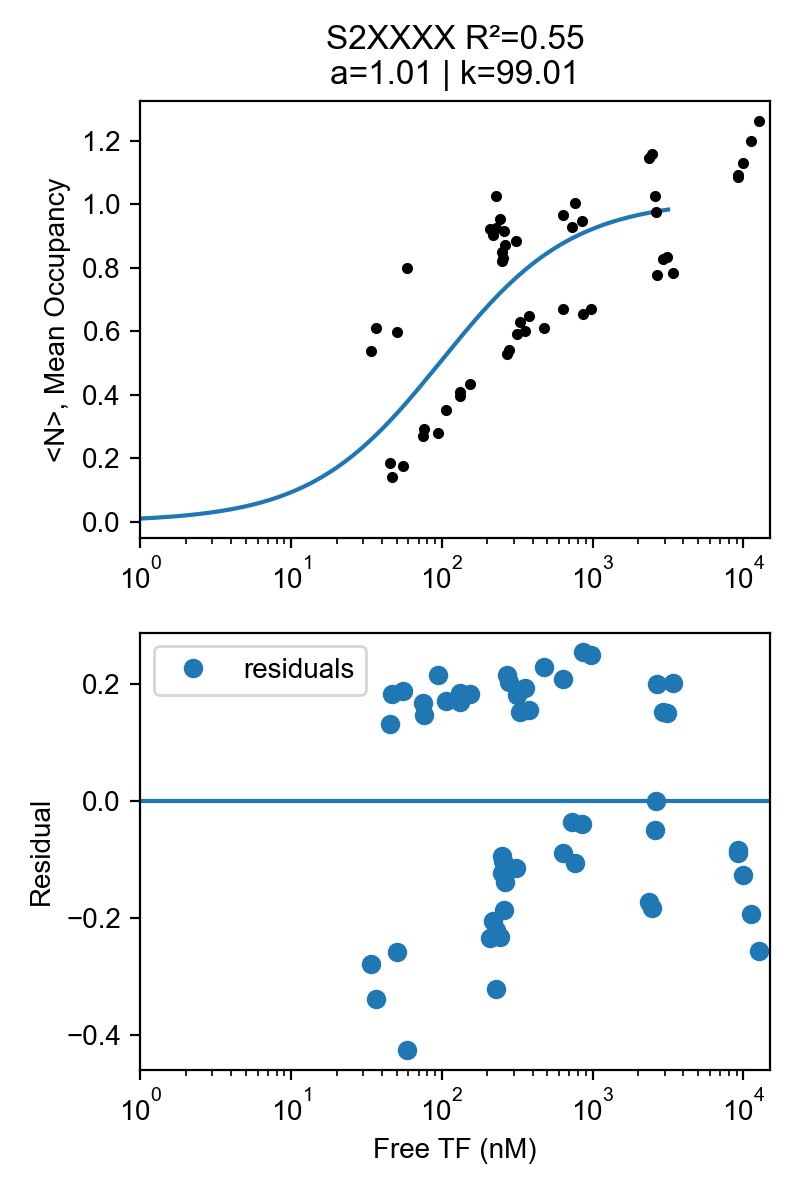 S2XXXX R²=0.55
a=1.01 | k=99.01
<N>, Mean Occupancy
1.2
1.0
0.8
0.6
0.4
0.2
0.0
10⁰ 10¹ 10² 10³ 10⁴
residuals
Residual
0.2
0.0
−0.2
−0.4
10⁰ 10¹ 10² 10³ 10⁴
Free TF (nM)